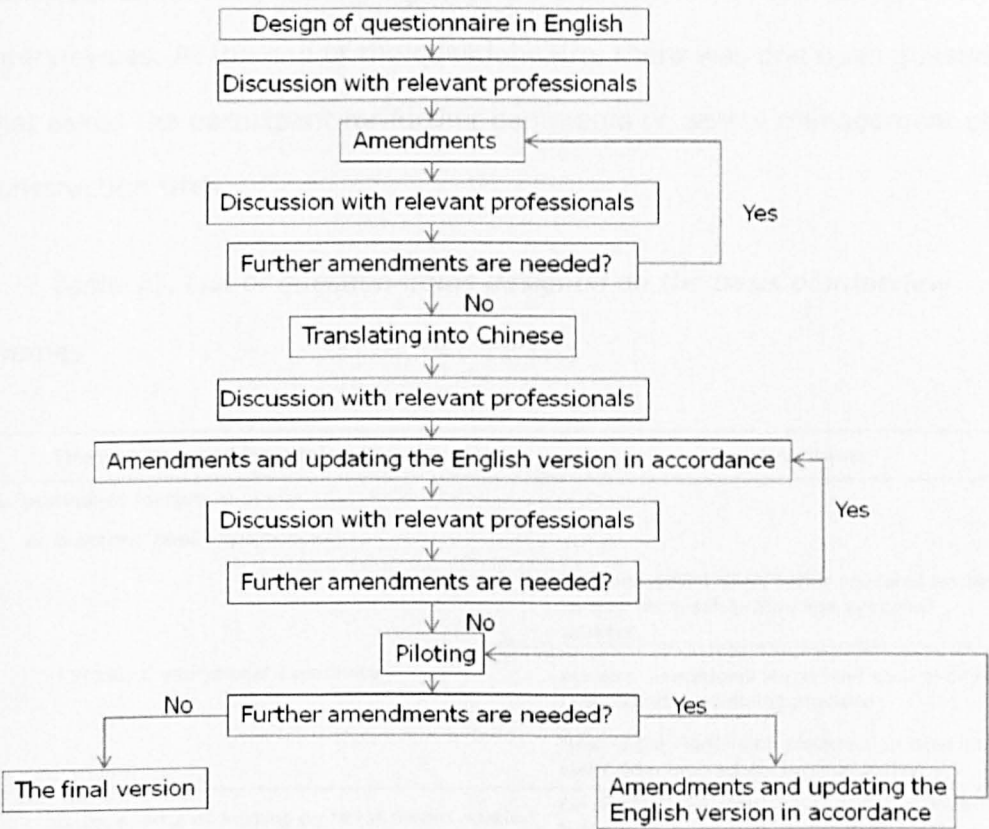 Design of questionnaire in English
Discussion with relevant professionals
Amendments
Discussion with relevant professionals
Yes
Further amendments are needed?
No
Translating into Chinese
Discussion with relevant professionals
Amendments and updating the English version in accordance
Yes
Discussion with relevant professionals
Further amendments are needed?
No
Piloting
No
Further amendments are needed?
Yes
The final version
Amendments and updating the
English version in accordance